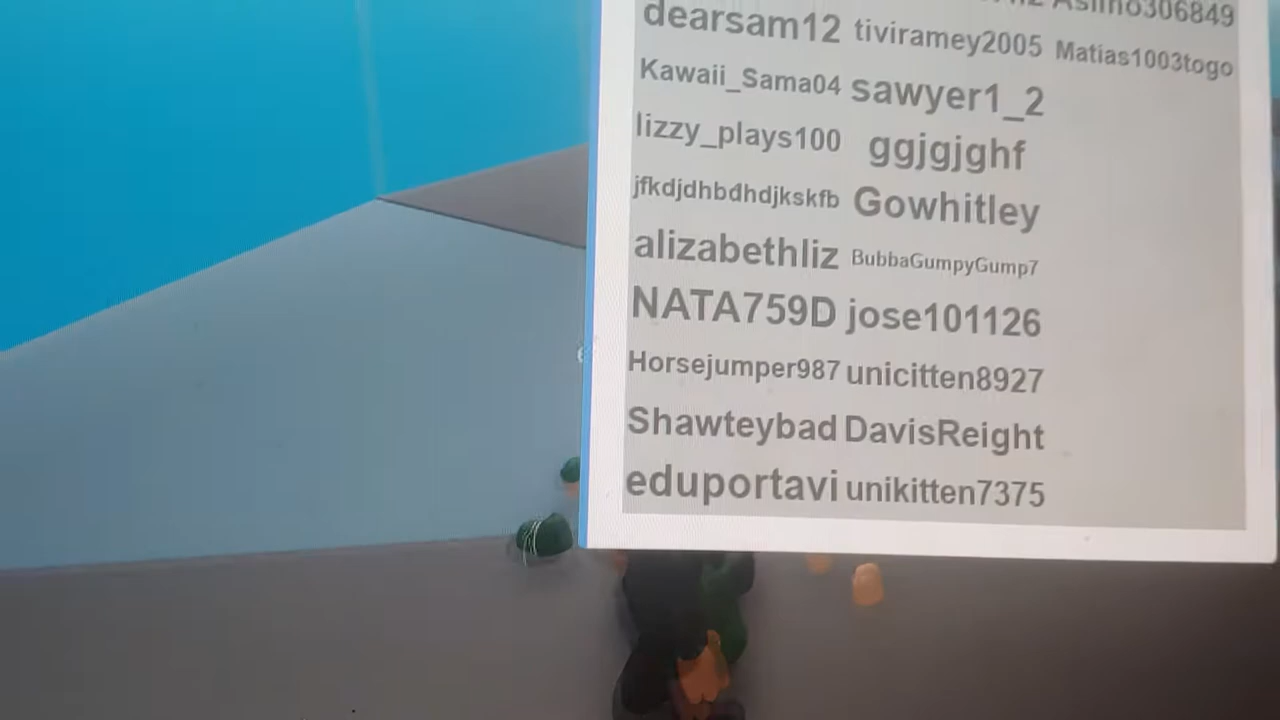 Asimo306849
dearsam12 tiviramey2005 Matias1003togo
Kawaii_Sama04 sawyer1_2
lizzy_plays100 ggjgjghf
jfkdjdhbdhdjkskfb Gowhitley
alizabethliz BubbaGumpyGump7
NATA759D jose101126
Horsejumper987 unicitten8927
Shawteybad DavisReight
eduportavi unikitten7375